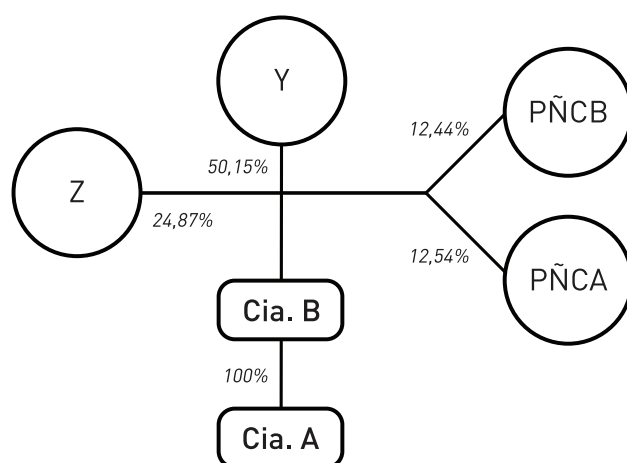 Y
PÑCB
12,44%
50,15%
Z
24,87%
12,54%
PÑCA
Cia. B
100%
Cia. A